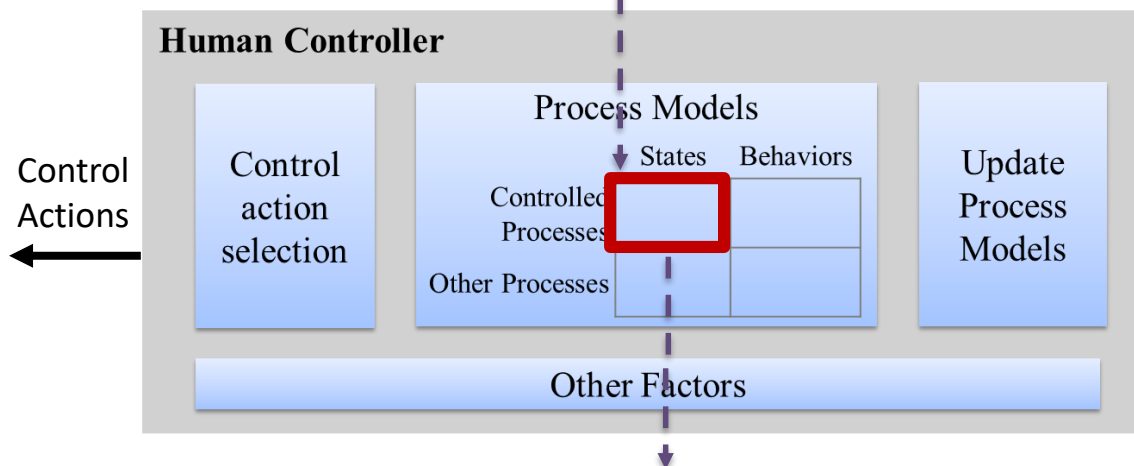 Human Controller
Control
Actions
Control
action
selection
Process Models
States Behaviors
Controlled
Processes
Other Processes
Update
Process
Models
Other Factors